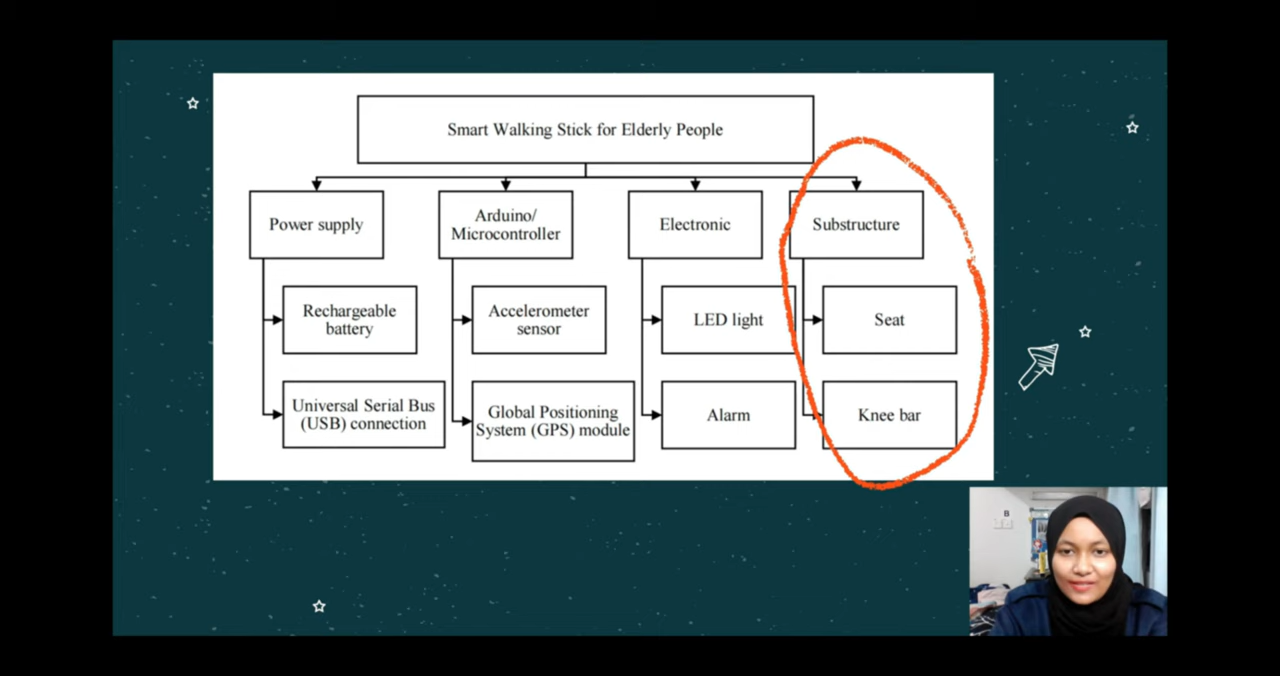 Smart Walking Stick for Elderly People
Power supply
Arduino/
Microcontroller
Electronic
Substructure
Rechargeable
battery
Accelerometer
sensor
LED light
Seat
Universal Serial Bus
(USB) connection
Global Positioning
System (GPS) module
Alarm
Knee bar
B